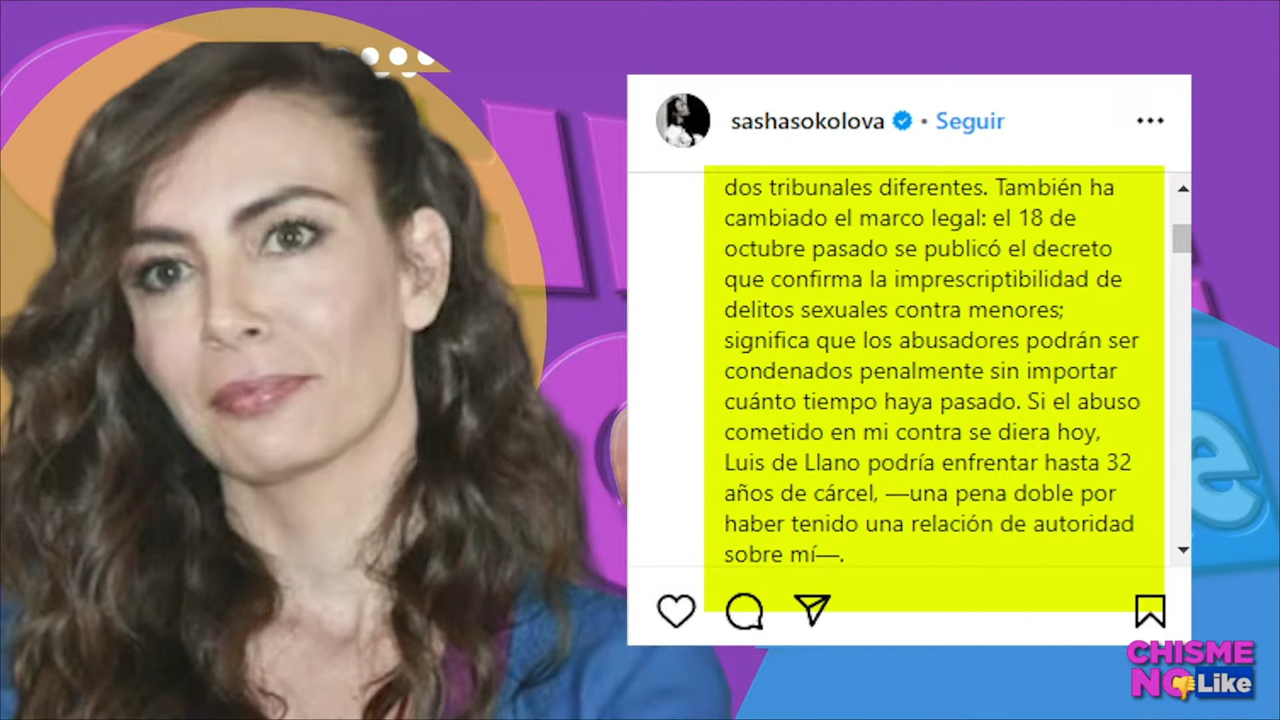 sashasokolova • Seguir
dos tribunales diferentes. También ha
cambiado el marco legal: el 18 de
octubre pasado se publicó el decreto
que confirma la imprescriptibilidad de
delitos sexuales contra menores;
significa que los abusadores podrán ser
condenados penalmente sin importar
cuánto tiempo haya pasado. Si el abuso
cometido en mi contra se diera hoy,
Luis de Llano podría enfrentar hasta 32
años de cárcel, —una pena doble por
haber tenido una relación de autoridad
sobre mí—.
CHISME
NO Like